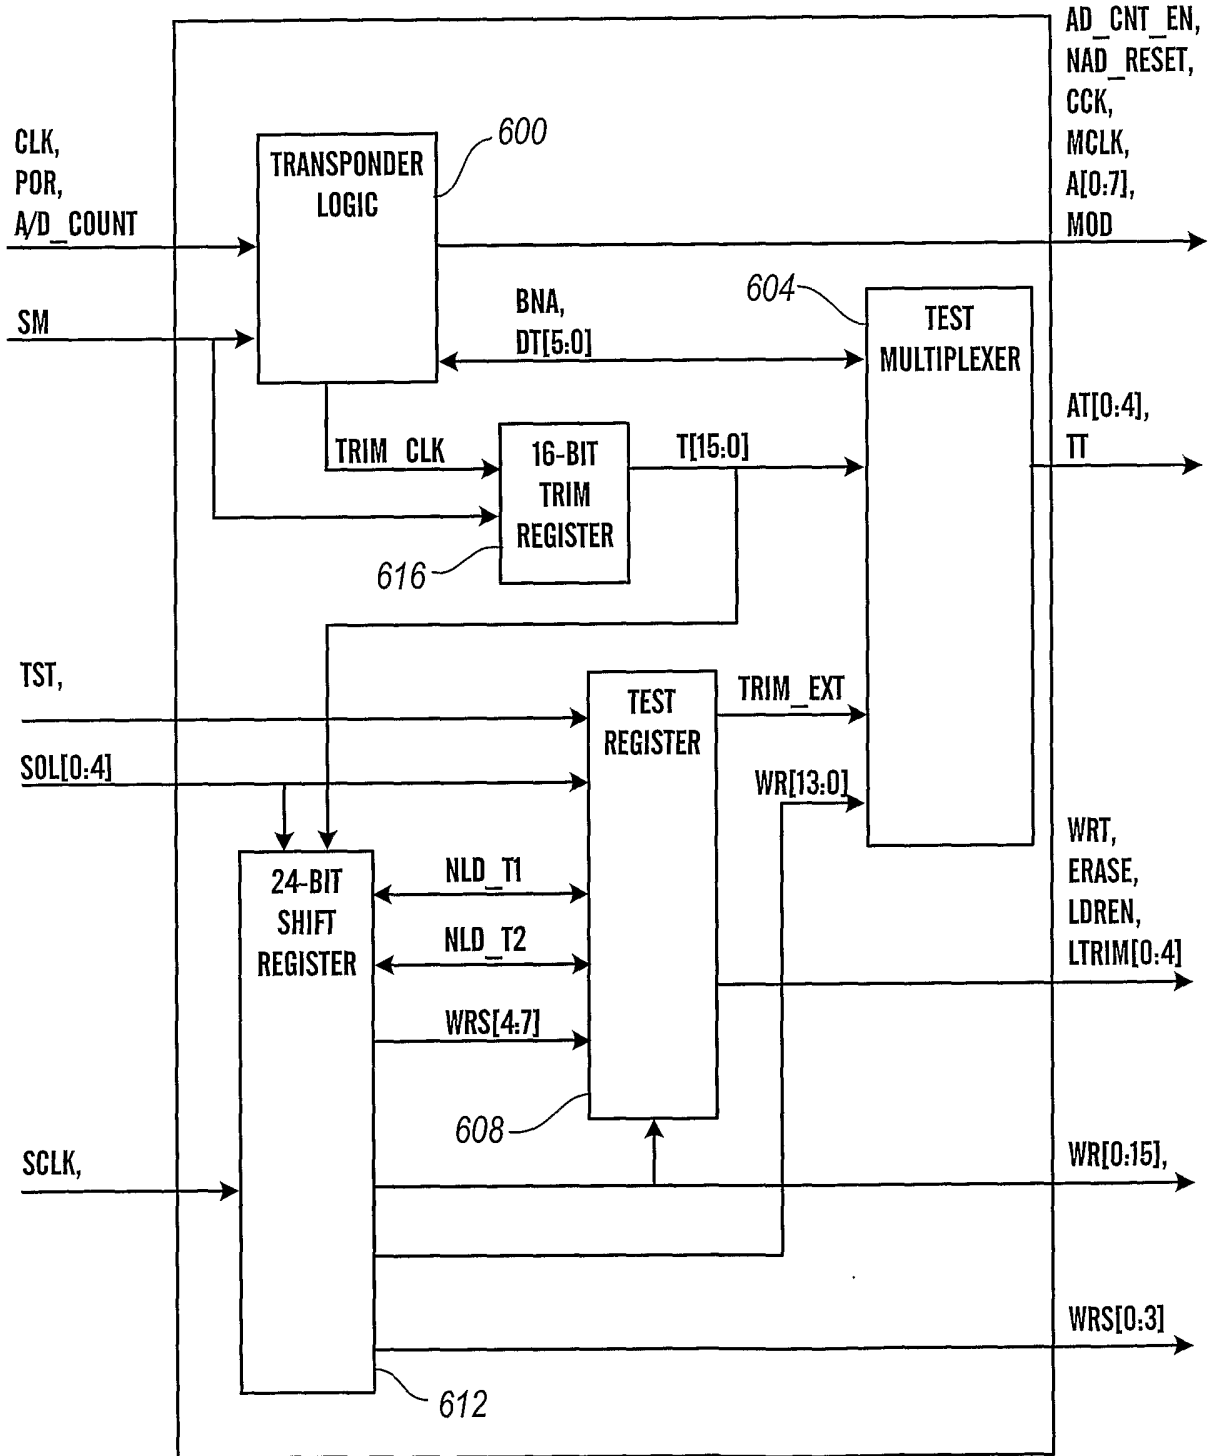 AD_CNT_EN,
NAD_RESET,
CCK,
MCLK,
A[0:7],
MOD
CLK,
POR,
A/D_COUNT
600
TRANSPONDER
LOGIC
SM
BNA,
DT[5:0]
604
TEST
MULTIPLEXER
AT[0:4],
TT
TRIM CLK
16-BIT
TRIM
REGISTER
616
T[15:0]
TST,
SOL[0:4]
TEST
REGISTER
TRIM_EXT
WR[13:0]
24-BIT
SHIFT
REGISTER
NLD_T1
NLD_T2
WRS[4:7]
608
WRT,
ERASE,
LDREN,
LTRIM[0:4]
SCLK,
WR[0:15],
WRS[0:3]
612